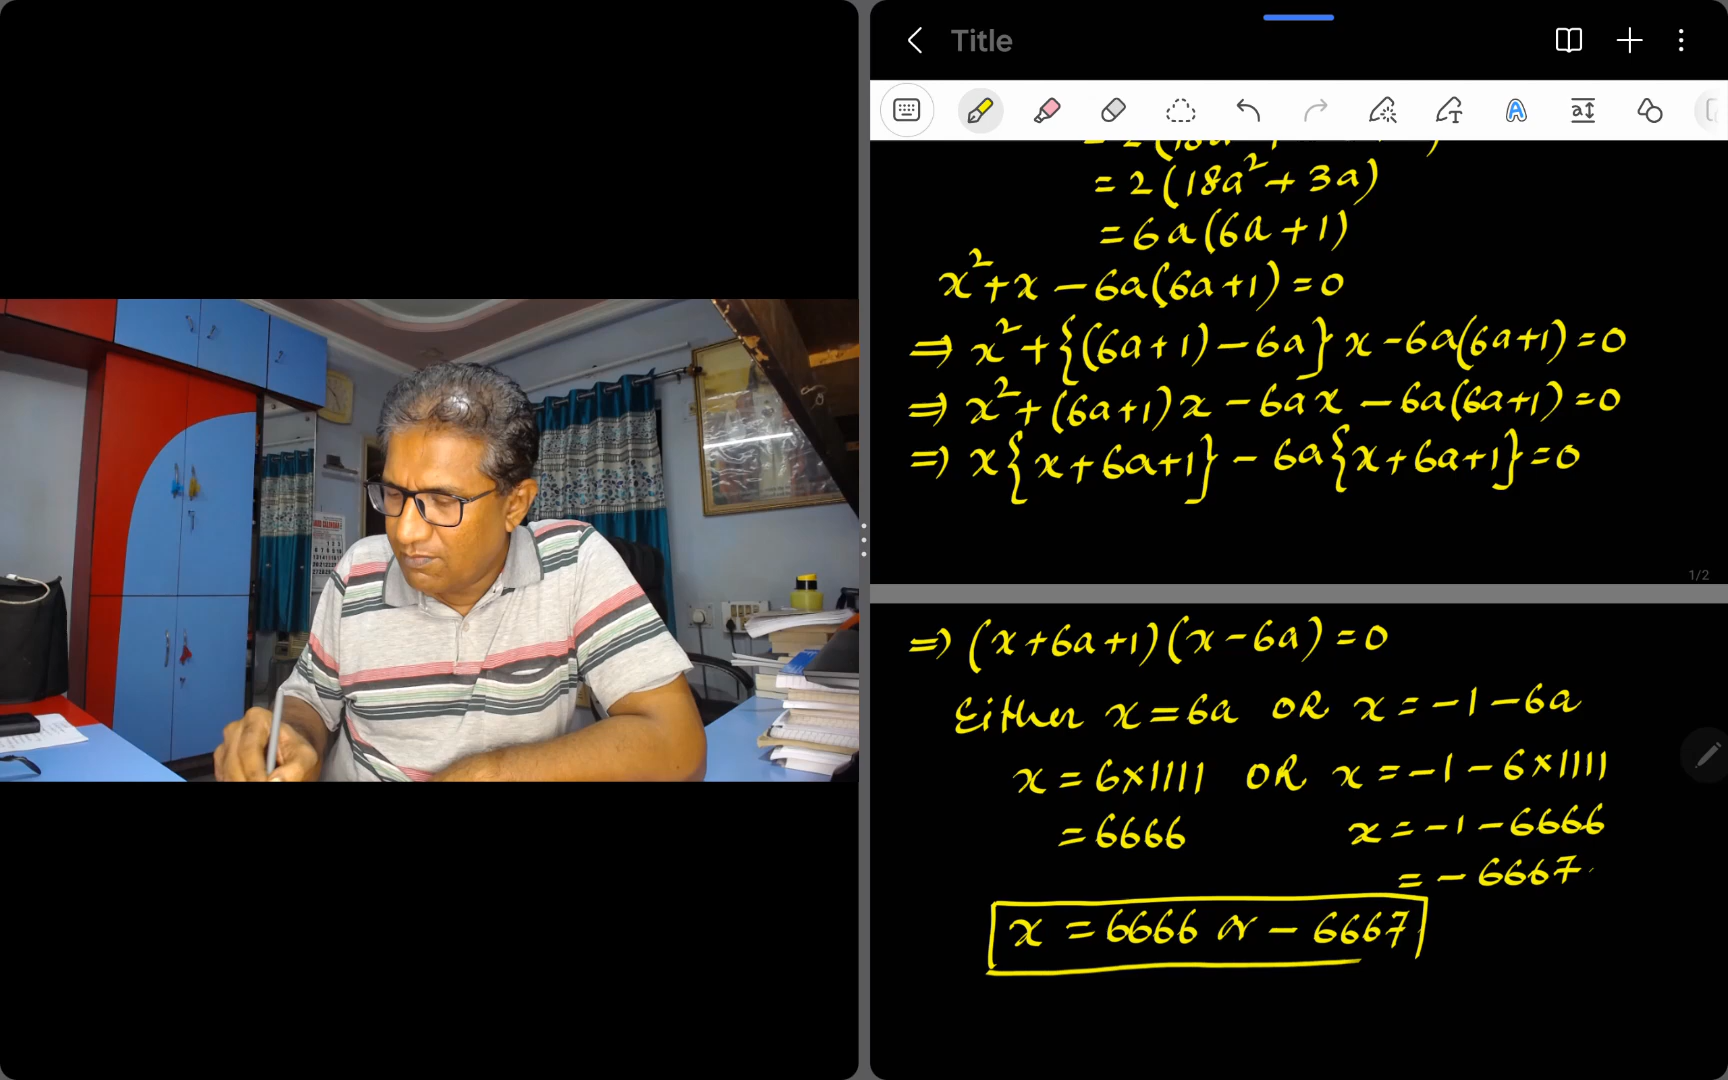 Title
= 2(18a²+3a)
= 6a(6a+1)
x²+x-6a(6a+1)=0
⇒ x²+{(6a+1)-6a}x-6a(6a+1)=0
⇒ x²+(6a+1)x-6ax-6a(6a+1)=0
⇒ x{x+6a+1}-6a{x+6a+1}=0
1/2
⇒ (x+6a+1)(x-6a)=0
Either x=6a OR x=-1-6a
x=6×1111 OR x=-1-6×1111
=6666 x=-1-6666
=-6667
x=6666 or -6667